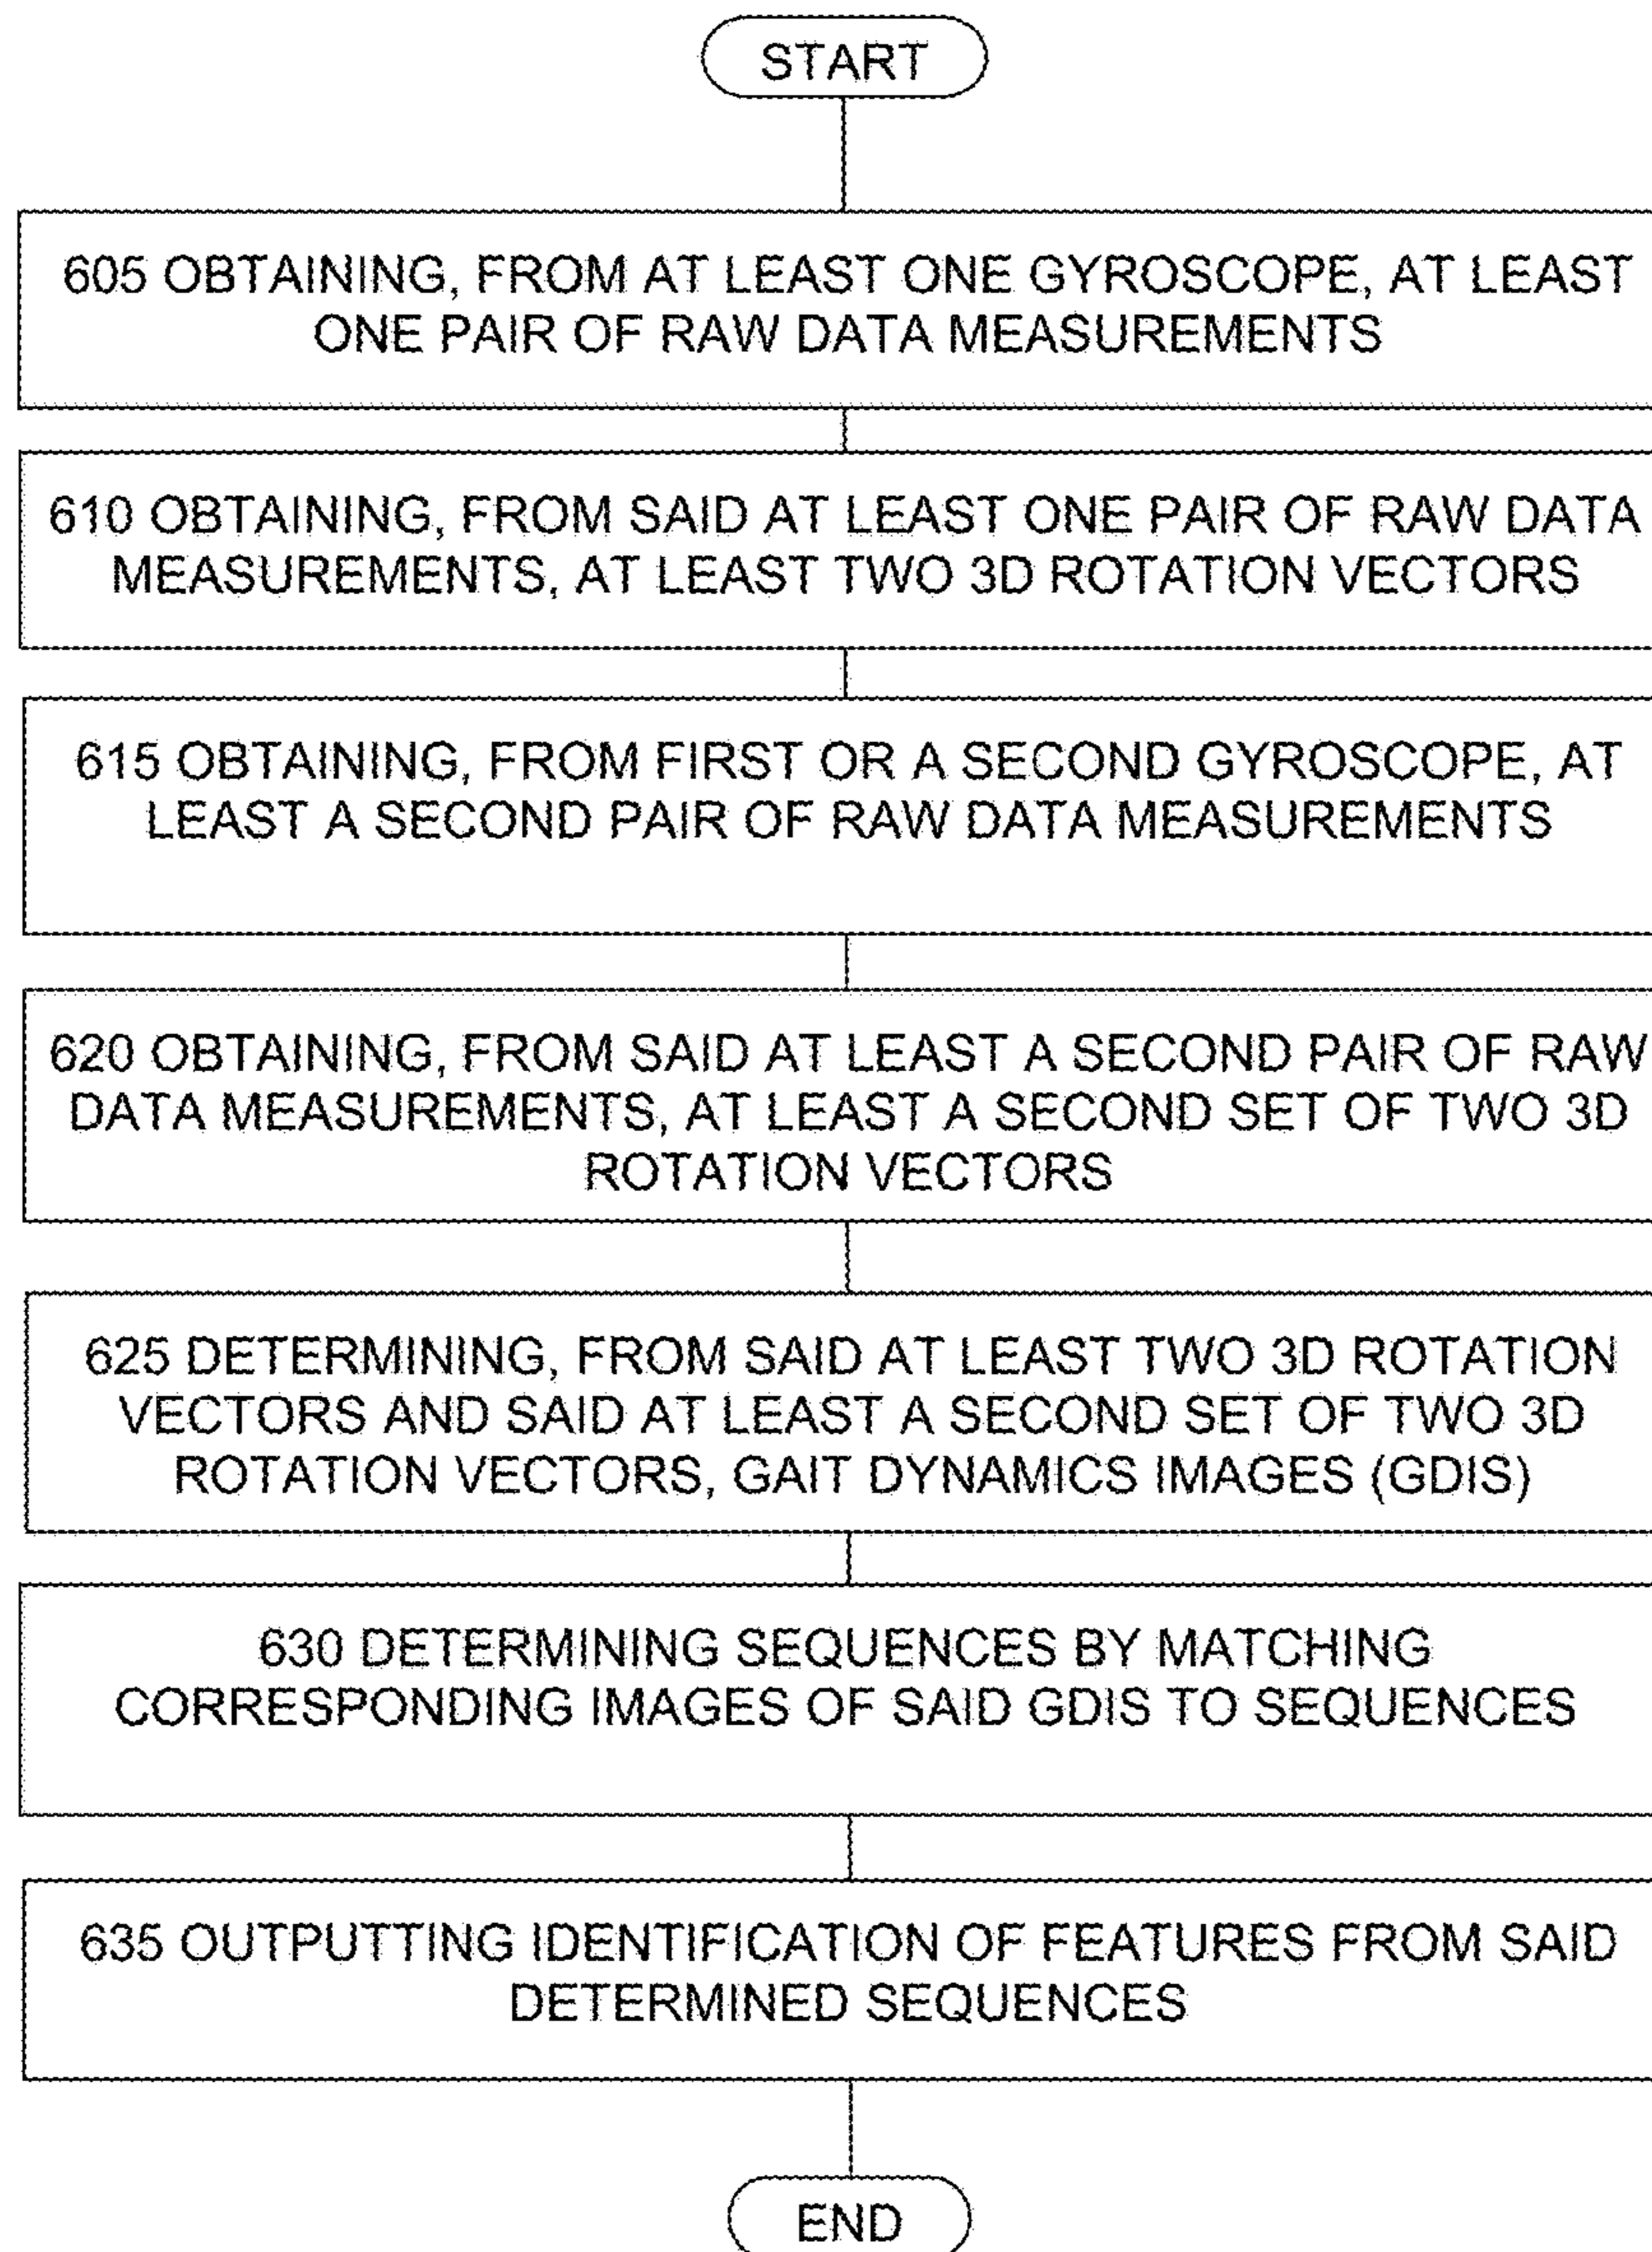 START
605 OBTAINING, FROM AT LEAST ONE GYROSCOPE, AT LEAST
ONE PAIR OF RAW DATA MEASUREMENTS
610 OBTAINING, FROM SAID AT LEAST ONE PAIR OF RAW DATA
MEASUREMENTS, AT LEAST TWO 3D ROTATION VECTORS
615 OBTAINING, FROM FIRST OR A SECOND GYROSCOPE, AT
LEAST A SECOND PAIR OF RAW DATA MEASUREMENTS
620 OBTAINING, FROM SAID AT LEAST A SECOND PAIR OF RAW
DATA MEASUREMENTS, AT LEAST A SECOND SET OF TWO 3D
ROTATION VECTORS
625 DETERMINING, FROM SAID AT LEAST TWO 3D ROTATION
VECTORS AND SAID AT LEAST A SECOND SET OF TWO 3D
ROTATION VECTORS, GAIT DYNAMICS IMAGES (GDIS)
630 DETERMINING SEQUENCES BY MATCHING
CORRESPONDING IMAGES OF SAID GDIS TO SEQUENCES
635 OUTPUTTING IDENTIFICATION OF FEATURES FROM SAID
DETERMINED SEQUENCES
END